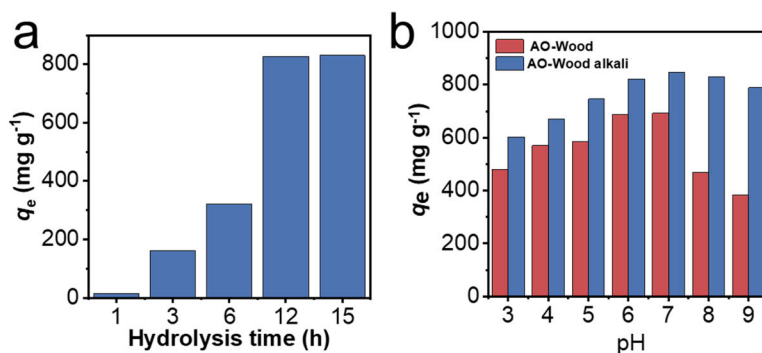 a
qe (mg g-1)
800
600
400
200
0
1 3 6 12 15
Hydrolysis time (h)
b
qe (mg g-1)
1000
800
600
400
200
0
AO-Wood
AO-Wood alkali
3 4 5 6 7 8 9
pH